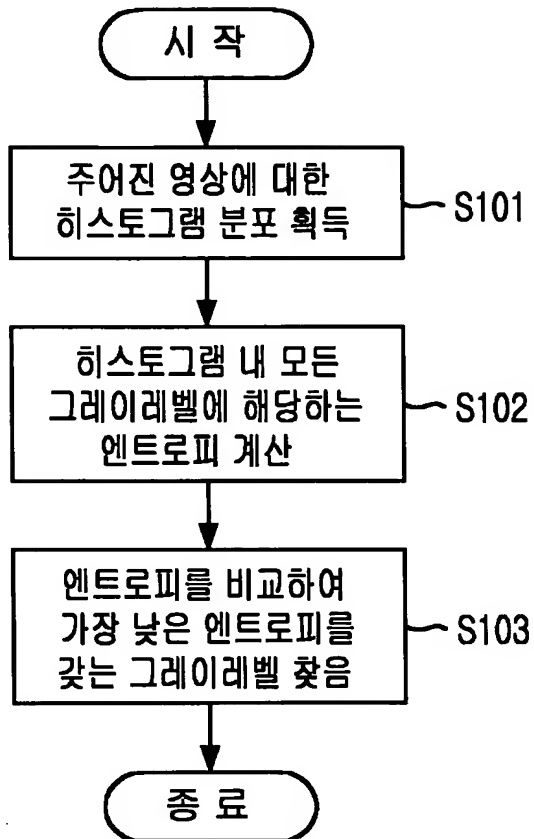 시 작
주어진 영상에 대한
히스토그램 분포 획득
S101
히스토그램 내 모든
그레이레벨에 해당하는
엔트로피 계산
S102
엔트로피를 비교하여
가장 낮은 엔트로피를
갖는 그레이레벨 찾음
S103
종 료